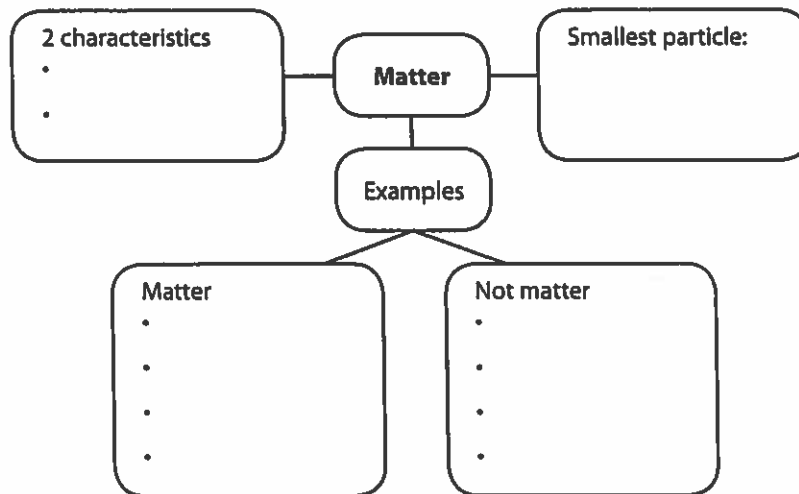 2 characteristics
•
•
Matter
Smallest particle:
Examples
Matter
•
•
•
•
Not matter
•
•
•
•